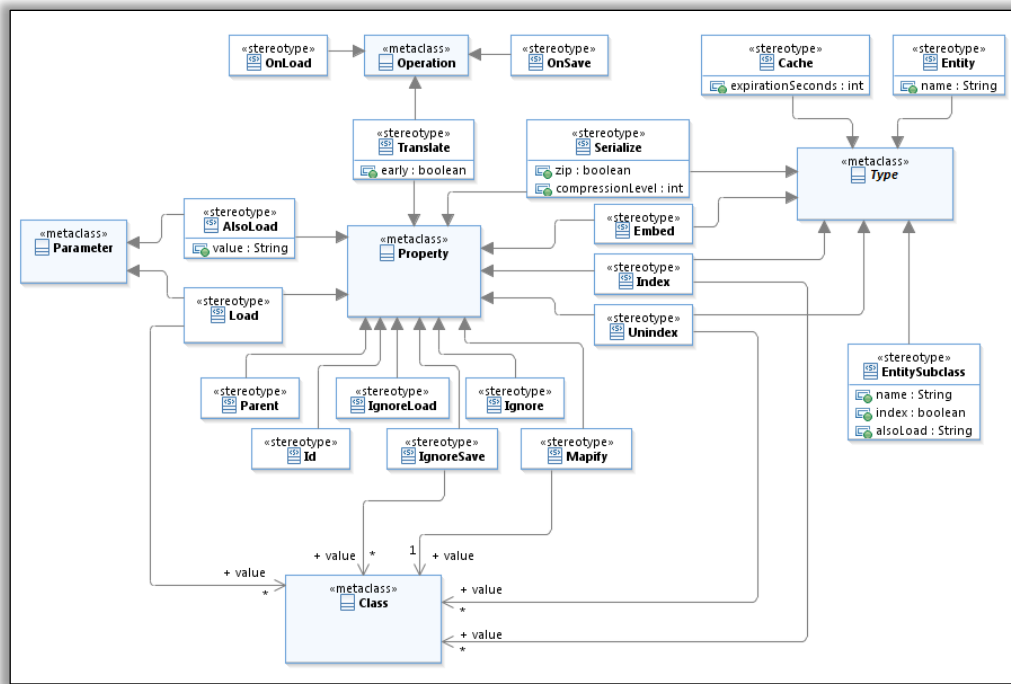 «stereotype»
OnLoad
«metaclass»
Operation
«stereotype»
OnSave
«stereotype»
Cache
expirationSeconds : int
«stereotype»
Entity
name : String
«stereotype»
Translate
early : boolean
«stereotype»
Serialize
zip : boolean
compressionLevel : int
«metaclass»
Type
«stereotype»
AlsoLoad
value : String
«metaclass»
Parameter
«metaclass»
Property
«stereotype»
Embed
«stereotype»
Index
«stereotype»
Load
«stereotype»
Unindex
«stereotype»
EntitySubclass
name : String
index : boolean
alsoLoad : String
«stereotype»
Parent
«stereotype»
IgnoreLoad
«stereotype»
Ignore
«stereotype»
Id
«stereotype»
IgnoreSave
«stereotype»
Mapify
+ value
*
1
+ value
+ value
*
+ value
*
+ value
*
«metaclass»
Class